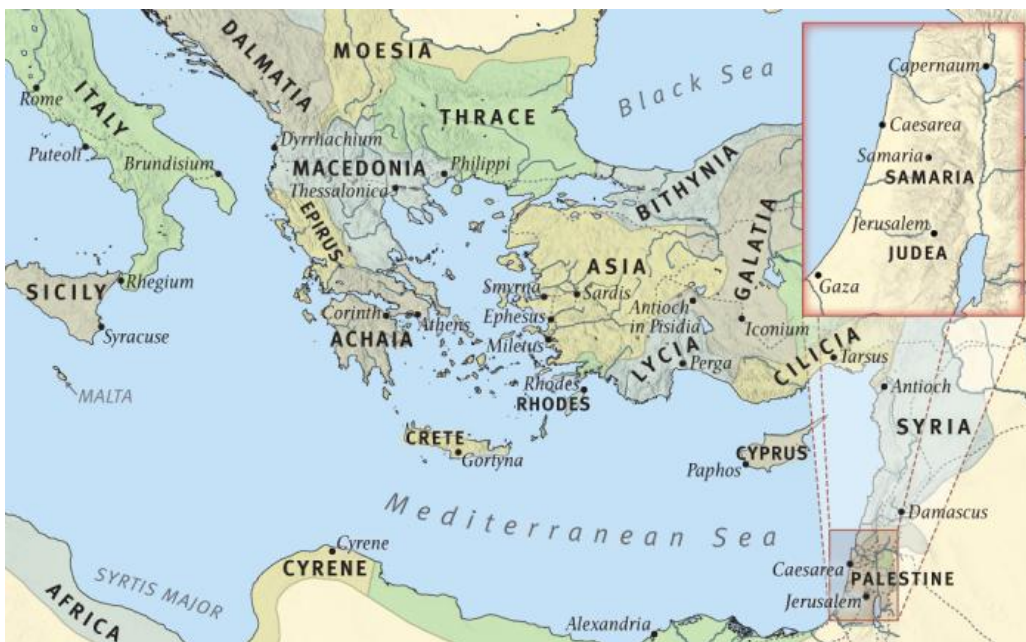 DALMATIA
MOESIA
Black Sea
Capernaum
Rome
ITALY
THRACE
Caesarea
Puteoli
Brundisium
Dyrrhachium
MACEDONIA
Philippi
Thessalonica
BITHYNIA
Samaria
SAMARIA
EPIRUS
GALATIA
Jerusalem
JUDEA
ASIA
SICILY
Rhegium
Smyrna
Sardis
Antioch
in Pisidia
Gaza
Syracuse
Corinth
Athens
ACHAIA
Ephesus
Miletus
Iconium
LYCIA
Perga
CILICIA
Tarsus
MALTA
Rhodes
RHODES
Antioch
SYRIA
CRETE
Gortyna
CYPRUS
Paphos
Mediterranean Sea
Damascus
Cyrene
CYRENE
SYRTIS MAJOR
AFRICA
Caesarea
PALESTINE
Jerusalem
Alexandria